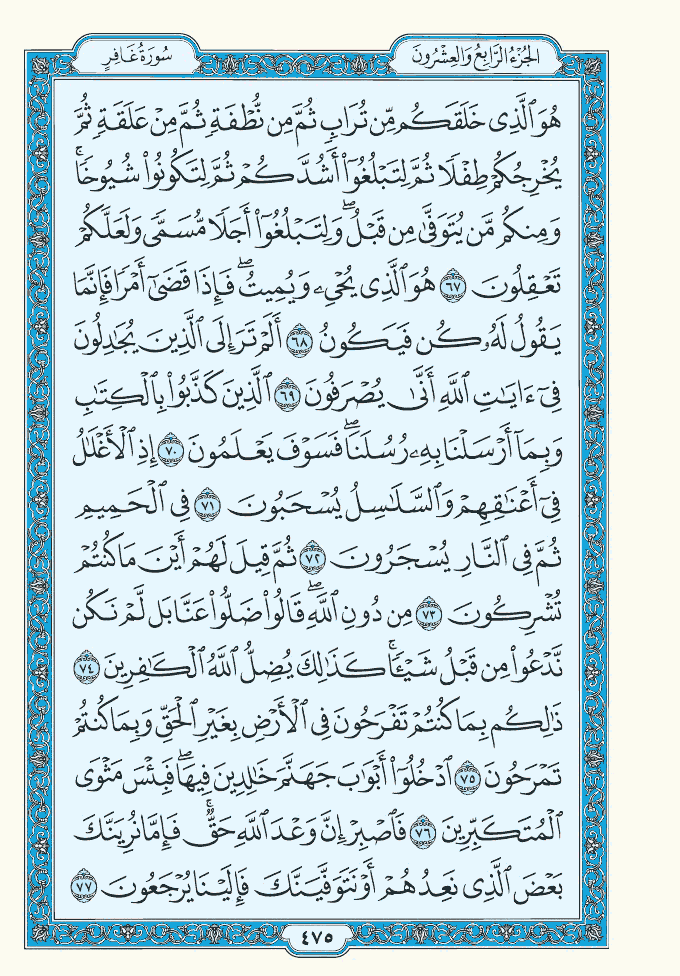 الجُزْءُ الرَّابِعُ وَالعِشْرُونَ
سُورَةُ غَافِرٍ
هُوَ ٱلَّذِى خَلَقَكُم مِّن تُرَابٍ ثُمَّ مِن نُّطْفَةٍ ثُمَّ مِنْ عَلَقَةٍ ثُمَّ
يُخْرِجُكُمْ طِفْلًا ثُمَّ لِتَبْلُغُوٓا۟ أَشُدَّكُمْ ثُمَّ لِتَكُونُوا۟ شُيُوخًا ۚ
وَمِنكُم مَّن يُتَوَفَّىٰ مِن قَبْلُ ۖ وَلِتَبْلُغُوٓا۟ أَجَلًا مُّسَمًّى وَلَعَلَّكُمْ
تَعْقِلُونَ ٦٧ هُوَ ٱلَّذِى يُحْىِۦ وَيُمِيتُ ۖ فَإِذَا قَضَىٰٓ أَمْرًا فَإِنَّمَا
يَقُولُ لَهُۥ كُن فَيَكُونُ ٦٨ أَلَمْ تَرَ إِلَى ٱلَّذِينَ يُجَٰدِلُونَ
فِىٓ ءَايَٰتِ ٱللَّهِ أَنَّىٰ يُصْرَفُونَ ٦٩ ٱلَّذِينَ كَذَّبُوا۟ بِٱلْكِتَٰبِ
وَبِمَآ أَرْسَلْنَا بِهِۦ رُسُلَنَا ۖ فَسَوْفَ يَعْلَمُونَ ٧٠ إِذِ ٱلْأَغْلَٰلُ
فِىٓ أَعْنَٰقِهِمْ وَٱلسَّلَٰسِلُ يُسْحَبُونَ ٧١ فِى ٱلْحَمِيمِ
ثُمَّ فِى ٱلنَّارِ يُسْجَرُونَ ٧٢ ثُمَّ قِيلَ لَهُمْ أَيْنَ مَا كُنتُمْ
تُشْرِكُونَ ٧٣ مِن دُونِ ٱللَّهِ ۖ قَالُوا۟ ضَلُّوا۟ عَنَّا بَل لَّمْ نَكُن
نَّدْعُوا۟ مِن قَبْلُ شَيْـًٔا ۚ كَذَٰلِكَ يُضِلُّ ٱللَّهُ ٱلْكَٰفِرِينَ ٧٤
ذَٰلِكُم بِمَا كُنتُمْ تَفْرَحُونَ فِى ٱلْأَرْضِ بِغَيْرِ ٱلْحَقِّ وَبِمَا كُنتُمْ
تَمْرَحُونَ ٧٥ ٱدْخُلُوٓا۟ أَبْوَٰبَ جَهَنَّمَ خَٰلِدِينَ فِيهَا ۖ فَبِئْسَ مَثْوَى
ٱلْمُتَكَبِّرِينَ ٧٦ فَٱصْبِرْ إِنَّ وَعْدَ ٱللَّهِ حَقٌّ ۚ فَإِمَّا نُرِيَنَّكَ
بَعْضَ ٱلَّذِى نَعِدُهُمْ أَوْ نَتَوَفَّيَنَّكَ فَإِلَيْنَا يُرْجَعُونَ ٧٧
٤٧٥